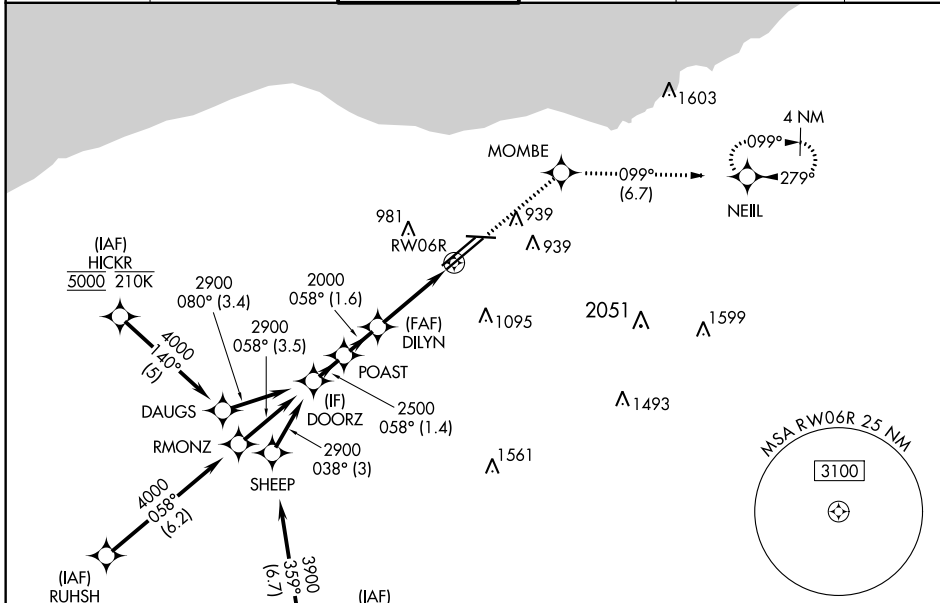 1603
4 NM
099°
279°
NEIIL
MOMBE
099°
(6.7)
981
939
RW06R
939
(IAF)
HICKR
5000 210K
2900
080° (3.4)
2000
058° (1.6)
2900
058° (3.5)
4000
140°
(5)
(FAF)
DILYN
1095
2051
1599
POAST
DAUGS
(IF)
DOORZ
2500
058° (1.4)
1493
RMONZ
2900
038° (3)
SHEEP
1561
MSA RW06R 25 NM
3100
4000
058°
(6.2)
3900
359°
(6.7)
(IAF)
RUHSH
(IAF)